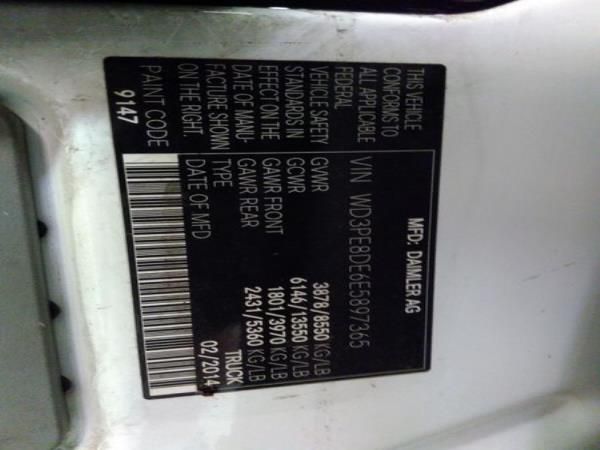 MFD: DAIMLER AG
VIN WD3PE8DE6E5897365
THIS VEHICLE
CONFORMS TO
ALL APPLICABLE
FEDERAL
VEHICLE SAFETY
STANDARDS IN
EFFECT ON THE
DATE OF MANU-
FACTURE SHOWN
ON THE RIGHT.
PAINT CODE
9147
GVWR 3878/8550 KG/LB
GCWR 6146/13550 KG/LB
GAWR FRONT 1801/3970 KG/LB
GAWR REAR 2431/5360 KG/LB
TYPE TRUCK
DATE OF MFD 02/2014